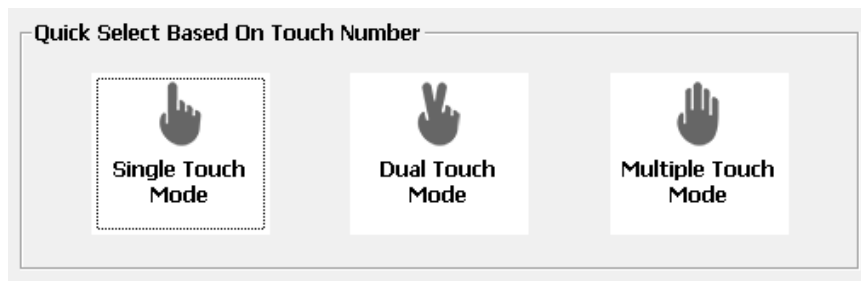 Quick Select Based On Touch Number
Single Touch
Mode
Dual Touch
Mode
Multiple Touch
Mode